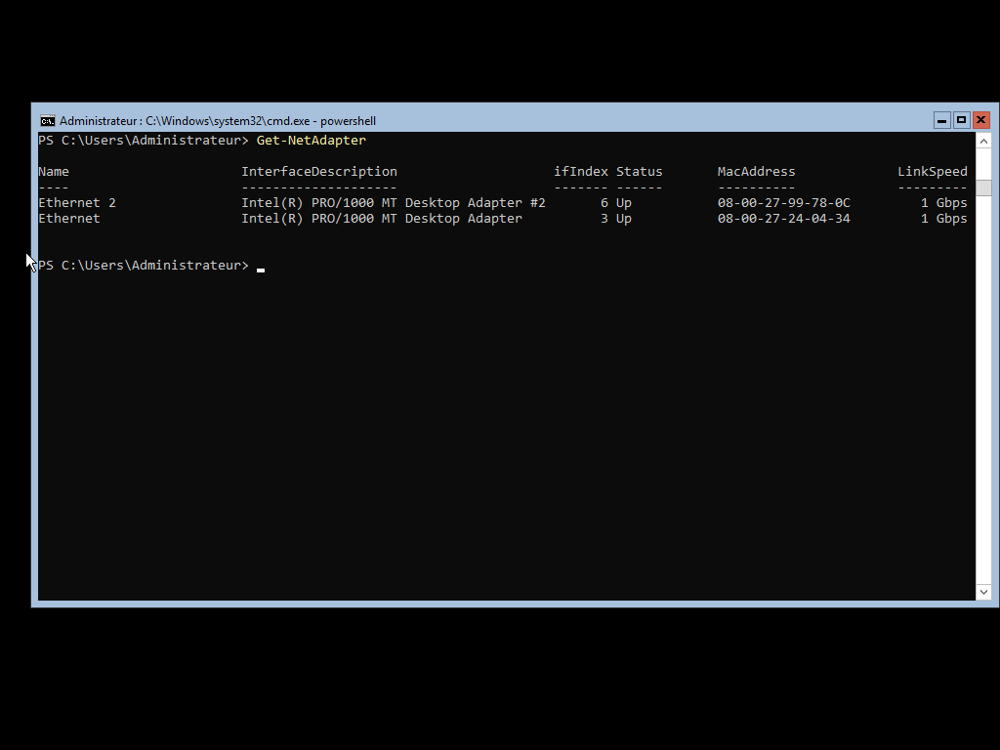 Administrateur : C:\Windows\system32\cmd.exe - powershell
PS C:\Users\Administrateur> Get-NetAdapter
Name                      InterfaceDescription                    ifIndex Status       MacAddress             LinkSpeed
----                      --------------------                    ------- ------       ----------             ---------
Ethernet 2                Intel(R) PRO/1000 MT Desktop Adapter #2       6 Up           08-00-27-99-78-0C         1 Gbps
Ethernet                  Intel(R) PRO/1000 MT Desktop Adapter          3 Up           08-00-27-24-04-34         1 Gbps
PS C:\Users\Administrateur>